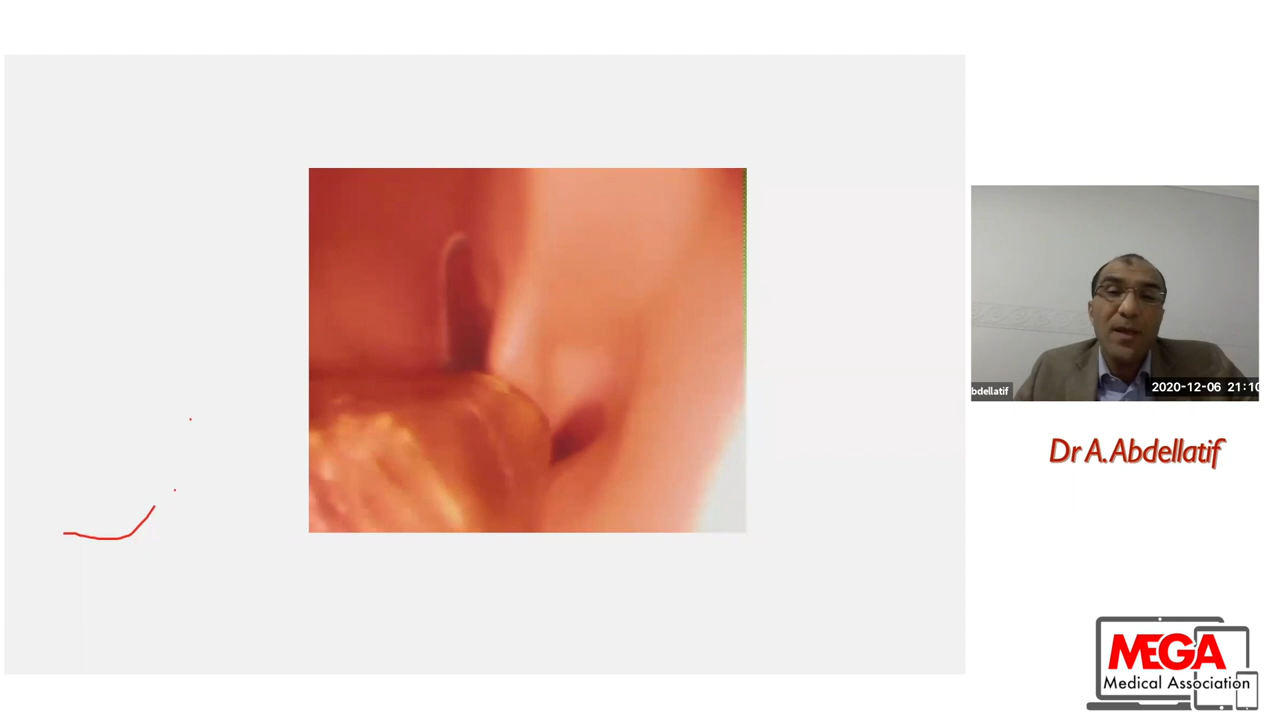 bdellatif
2020-12-06 21:10
Dr A.Abdellatif
MEGA
Medical Association